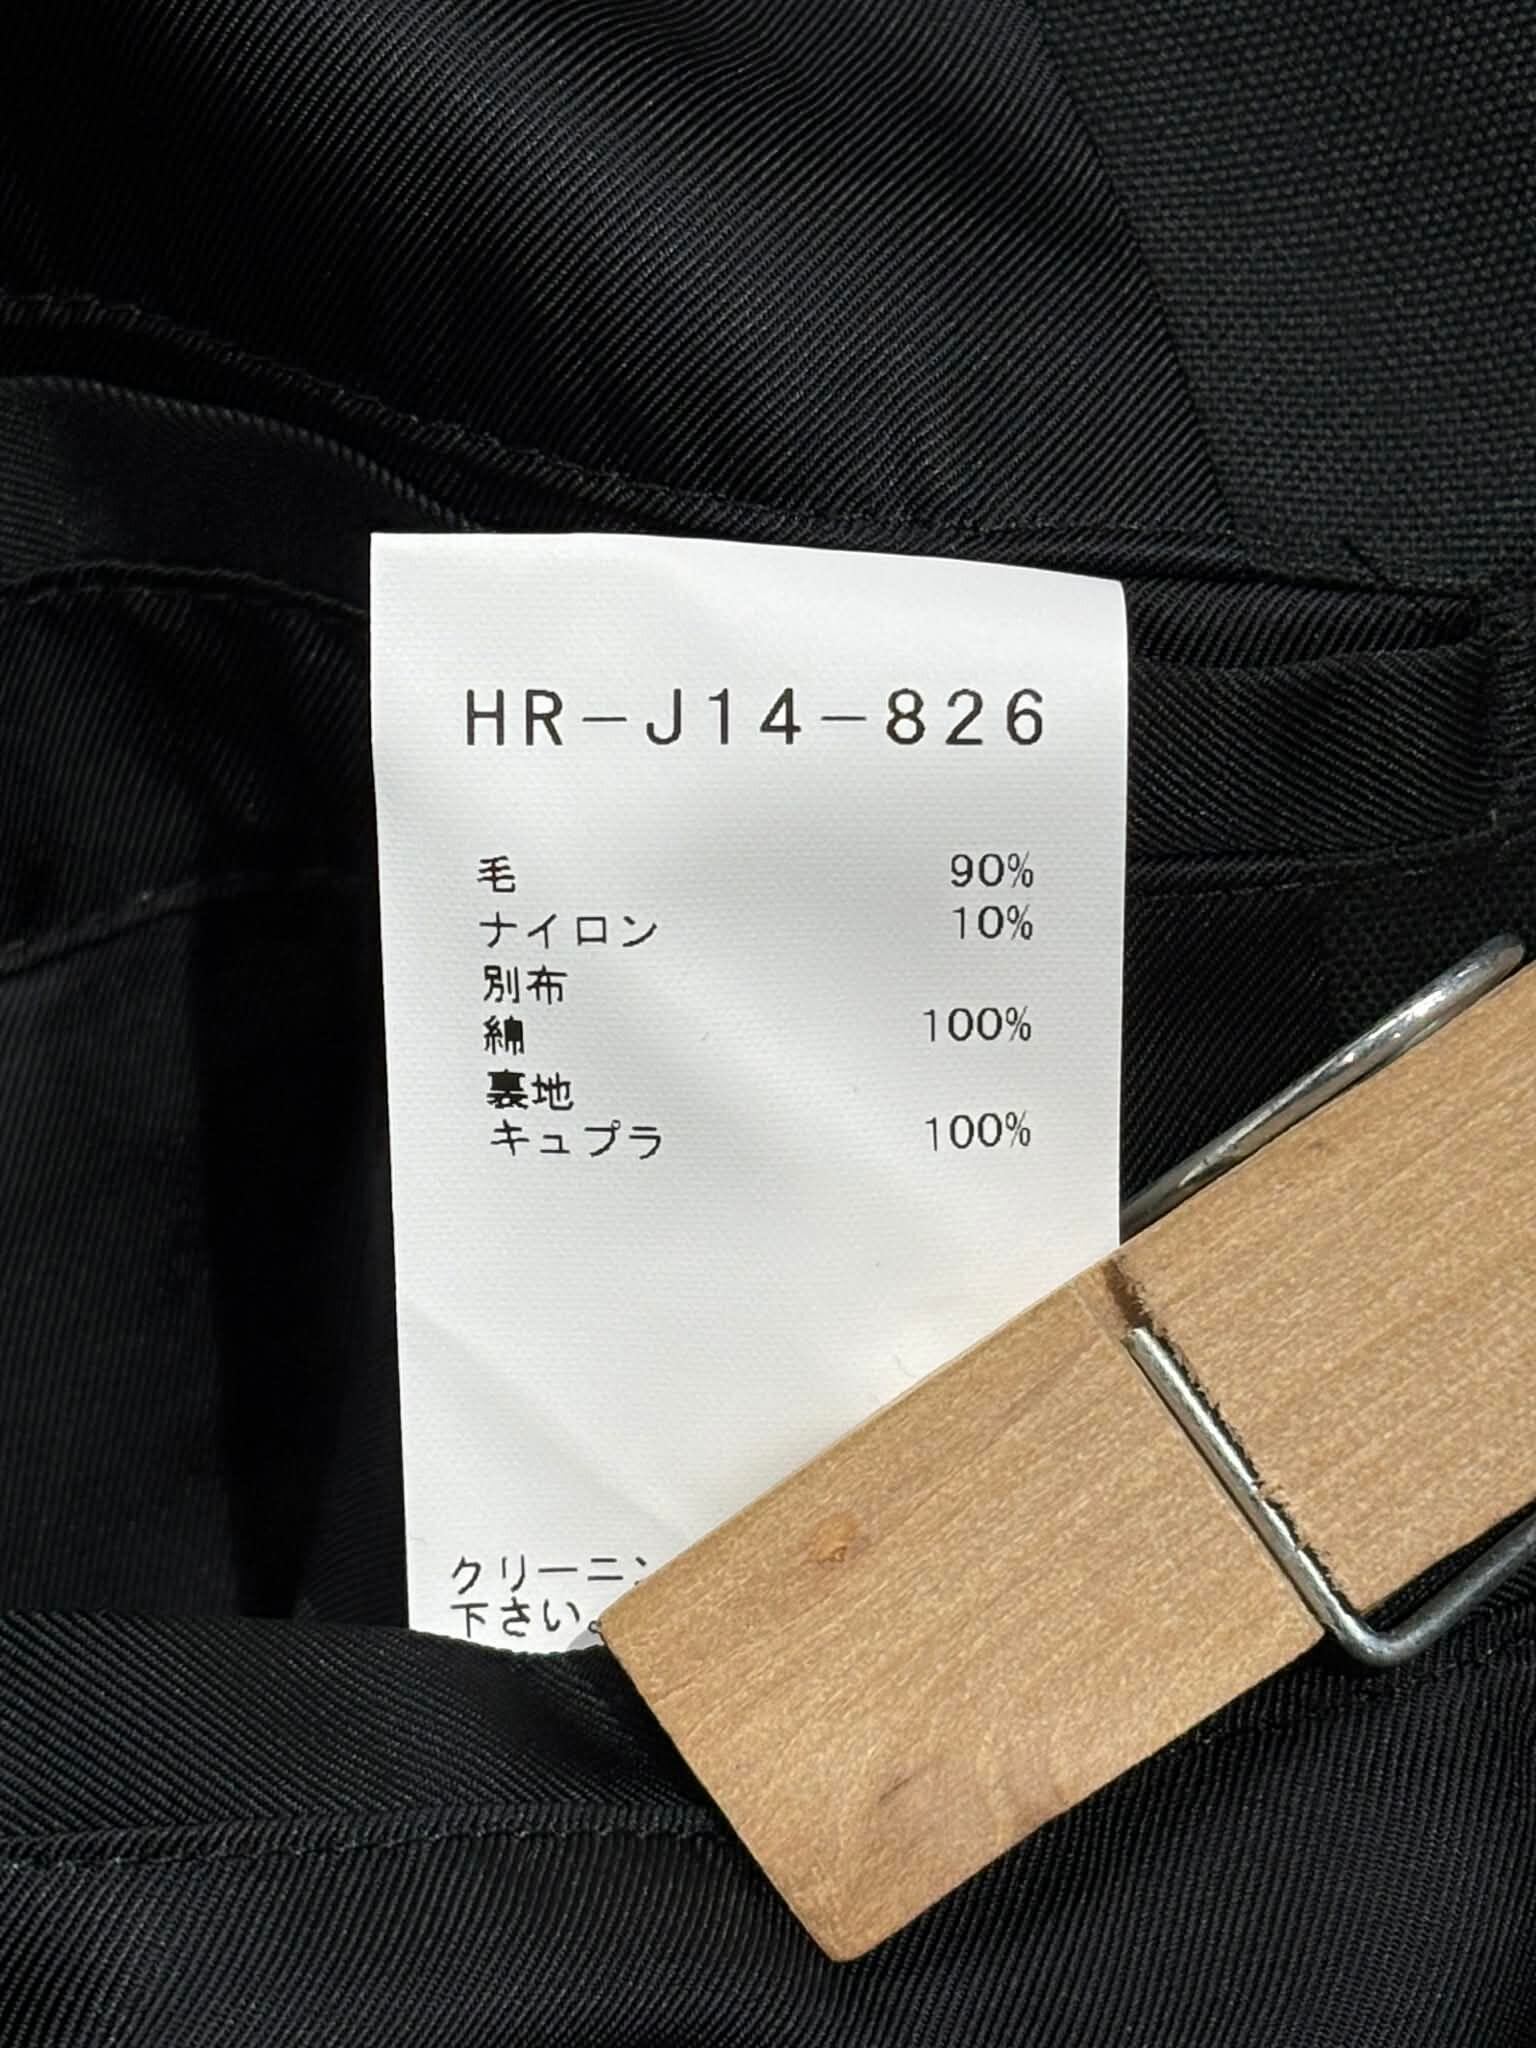 HR-J14-826
毛 90%
ナイロン 10%
別布
綿 100%
裏地
キュプラ 100%
クリーニン
下さい。